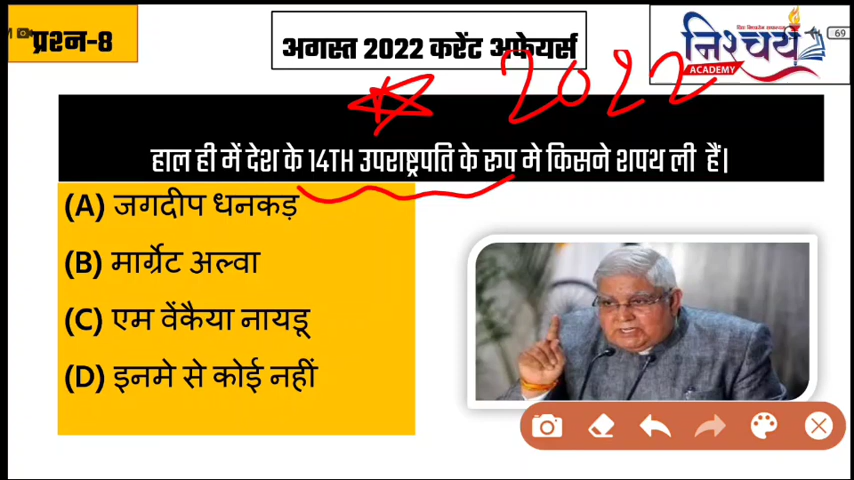 प्रश्न-8
अगस्त 2022 करेंट अफेयर्स
निश्चय
ACADEMY
69
2022
हाल ही में देश के 14TH उपराष्ट्रपति के रूप मे किसने शपथ ली हैं।
(A) जगदीप धनकड़
(B) मार्ग्रेट अल्वा
(C) एम वेंकैया नायडू
(D) इनमे से कोई नहीं